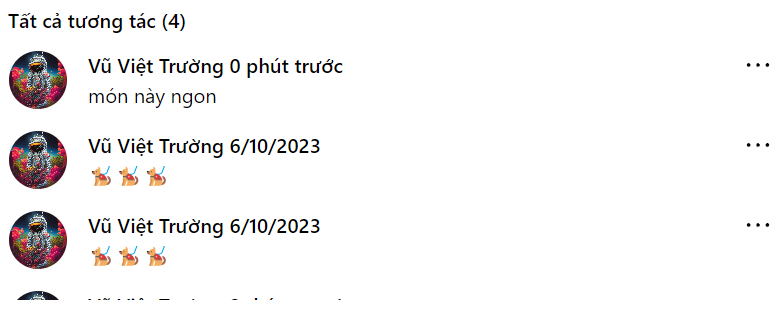 Tất cả tương tác (4)
Vũ Việt Trường 0 phút trước
món này ngon
Vũ Việt Trường 6/10/2023
🐕‍🦺🐕‍🦺🐕‍🦺
Vũ Việt Trường 6/10/2023
🐕‍🦺🐕‍🦺🐕‍🦺